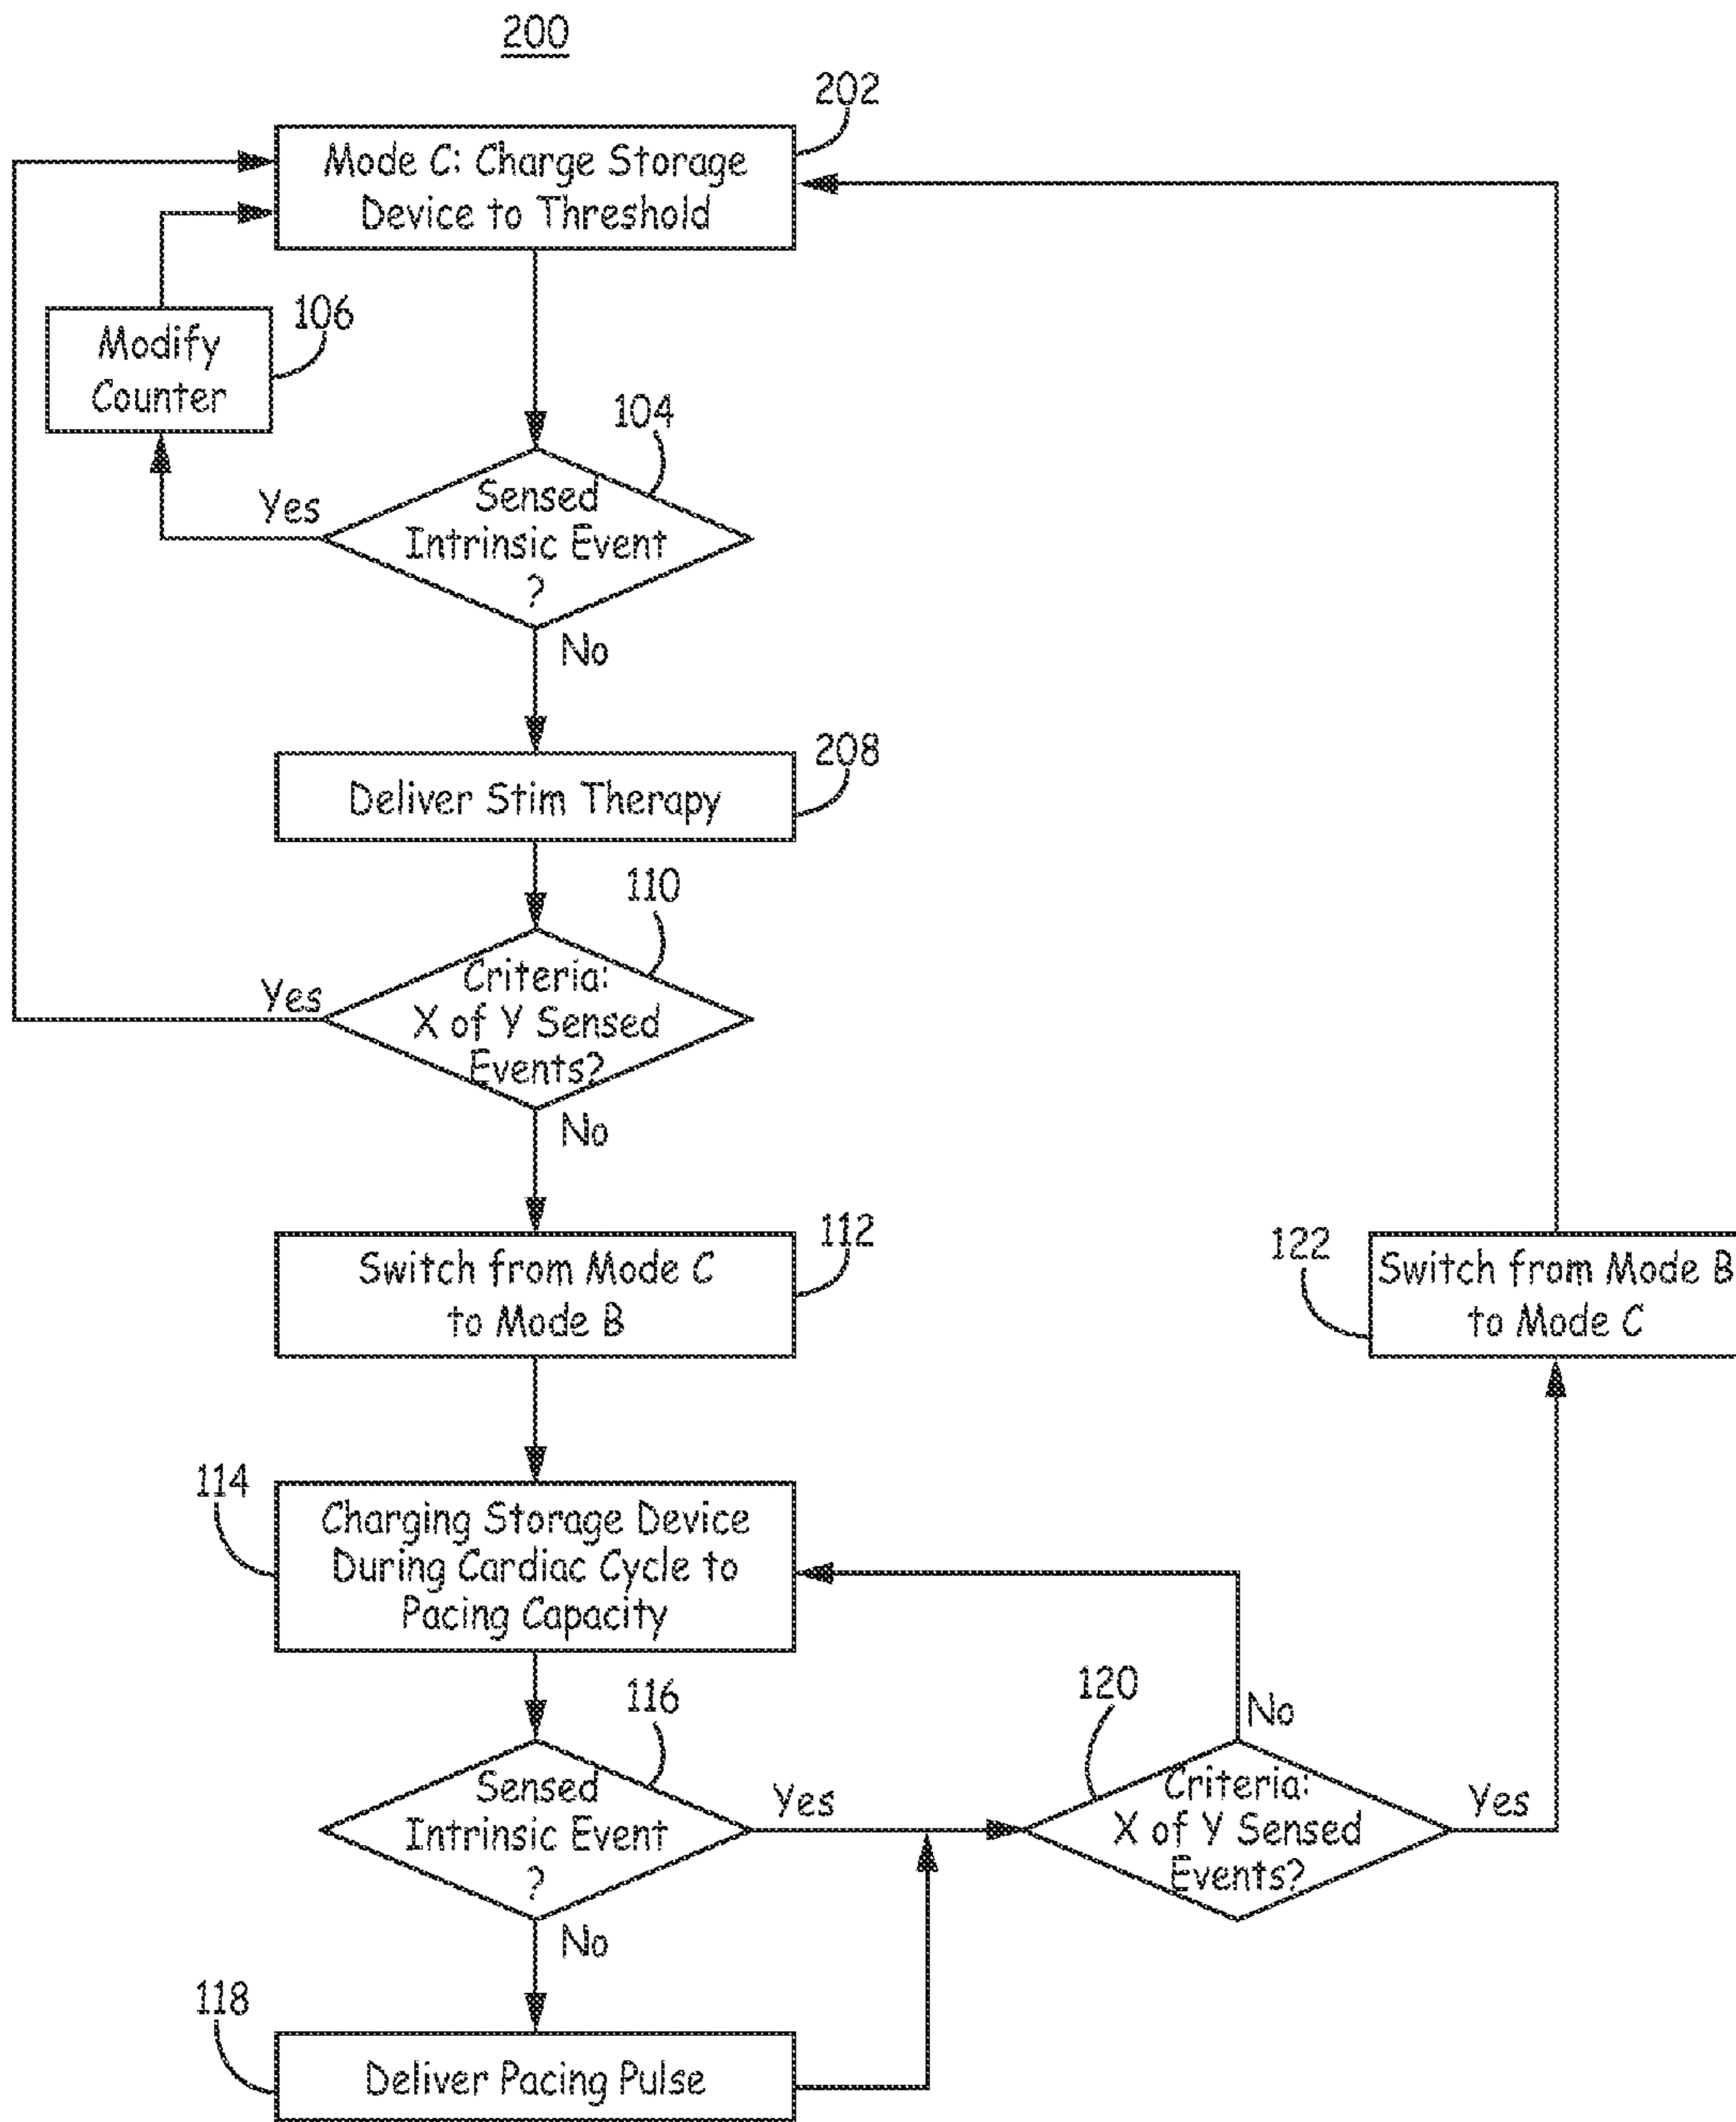 200
202
Mode C: Charge Storage
Device to Threshold
106
Modify
Counter
104
Yes
Sensed
Intrinsic Event
?
No
208
Deliver Stim Therapy
110
Yes
Criteria:
X of Y Sensed
Events?
No
112
Switch from Mode C
to Mode B
122
Switch from Mode B
to Mode C
114
Charging Storage Device
During Cardiac Cycle to
Pacing Capacity
116
Sensed
Intrinsic Event
?
Yes
120
No
Criteria:
X of Y Sensed
Events?
Yes
No
118
Deliver Pacing Pulse